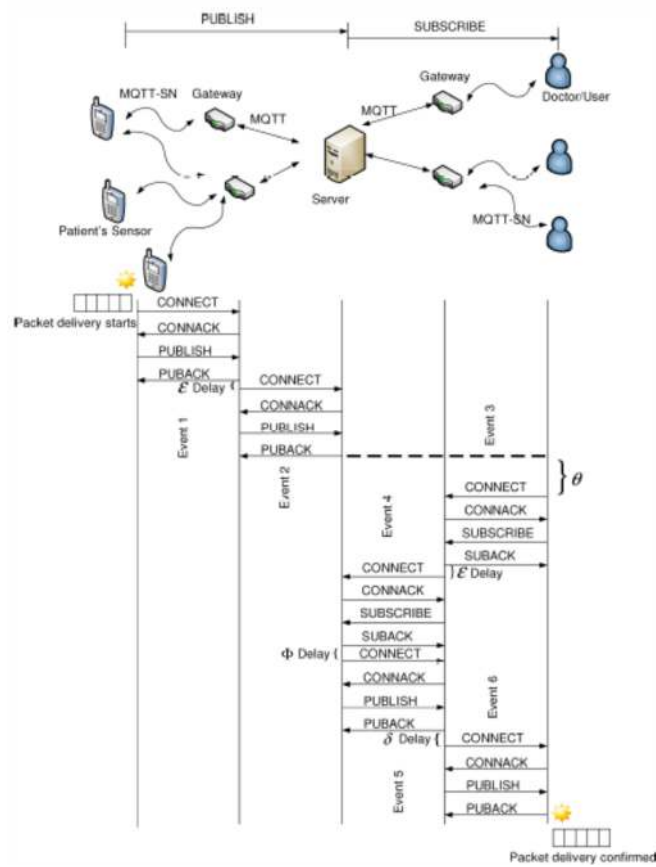 PUBLISH
SUBSCRIBE
MQTT-SN
Gateway
MQTT
Gateway
MQTT
Doctor/User
Server
Patient's Sensor
MQTT-SN
Packet delivery starts
CONNECT
CONNACK
PUBLISH
PUBACK
ℰ Delay {
CONNECT
CONNACK
PUBLISH
PUBACK
Event 1
Event 2
Event 3
} θ
Event 4
CONNECT
CONNACK
SUBSCRIBE
SUBACK
} ℰ Delay
CONNECT
CONNACK
SUBSCRIBE
SUBACK
Φ Delay {
CONNECT
CONNACK
PUBLISH
PUBACK
Event 6
δ Delay {
CONNECT
CONNACK
PUBLISH
PUBACK
Event 5
Packet delivery confirmed